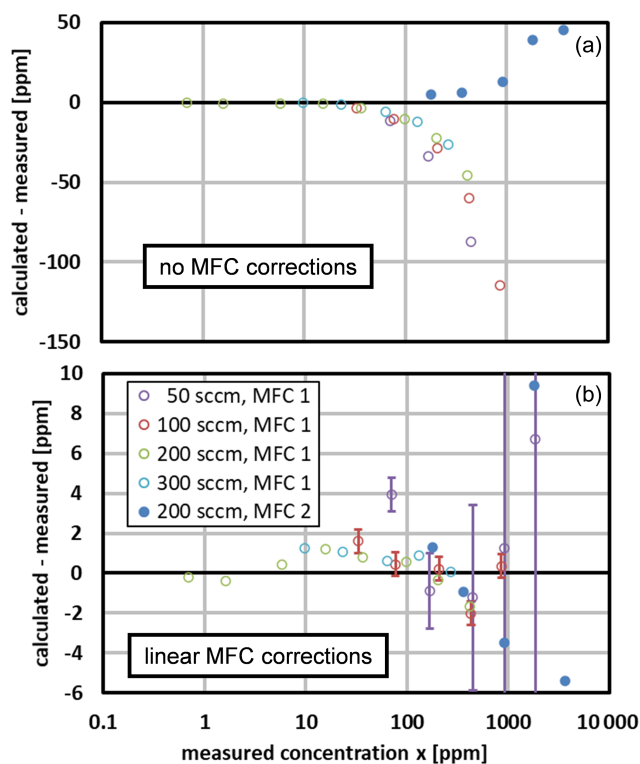 50
(a)
0
-50
-100
-150
calculated - measured [ppm]
no MFC corrections
10
(b)
8
6
4
2
0
-2
-4
-6
calculated - measured [ppm]
50 sccm, MFC 1
100 sccm, MFC 1
200 sccm, MFC 1
300 sccm, MFC 1
200 sccm, MFC 2
linear MFC corrections
0.1 1 10 100 1000 10 000
measured concentration x [ppm]